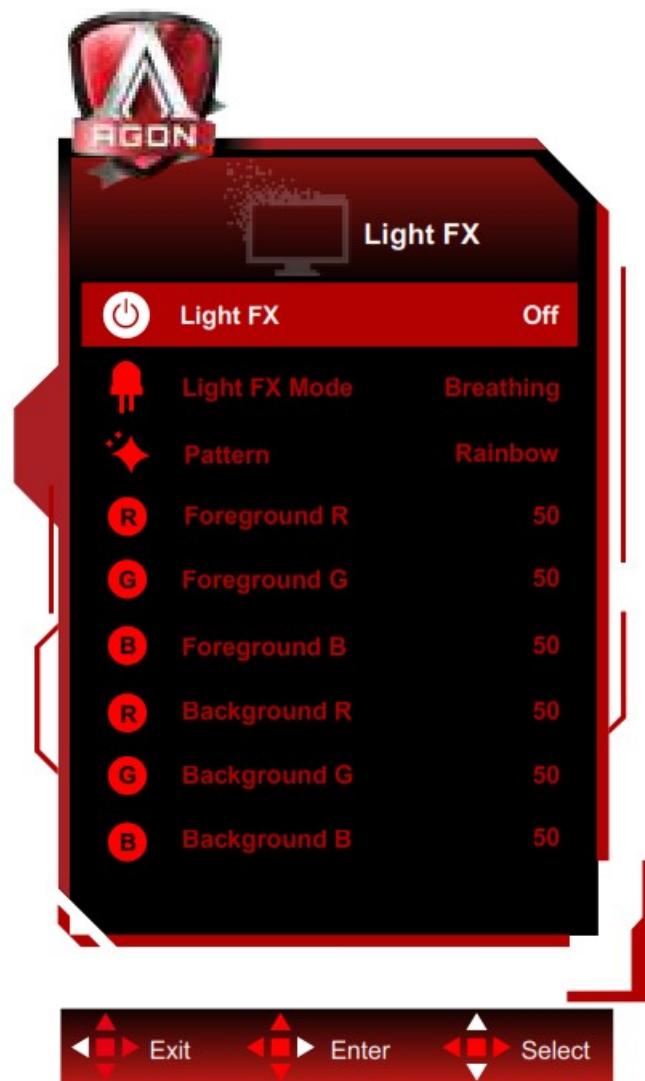 AGON
Light FX
Light FX Off
Light FX Mode Breathing
Pattern Rainbow
R Foreground R 50
G Foreground G 50
B Foreground B 50
R Background R 50
G Background G 50
B Background B 50
Exit Enter Select